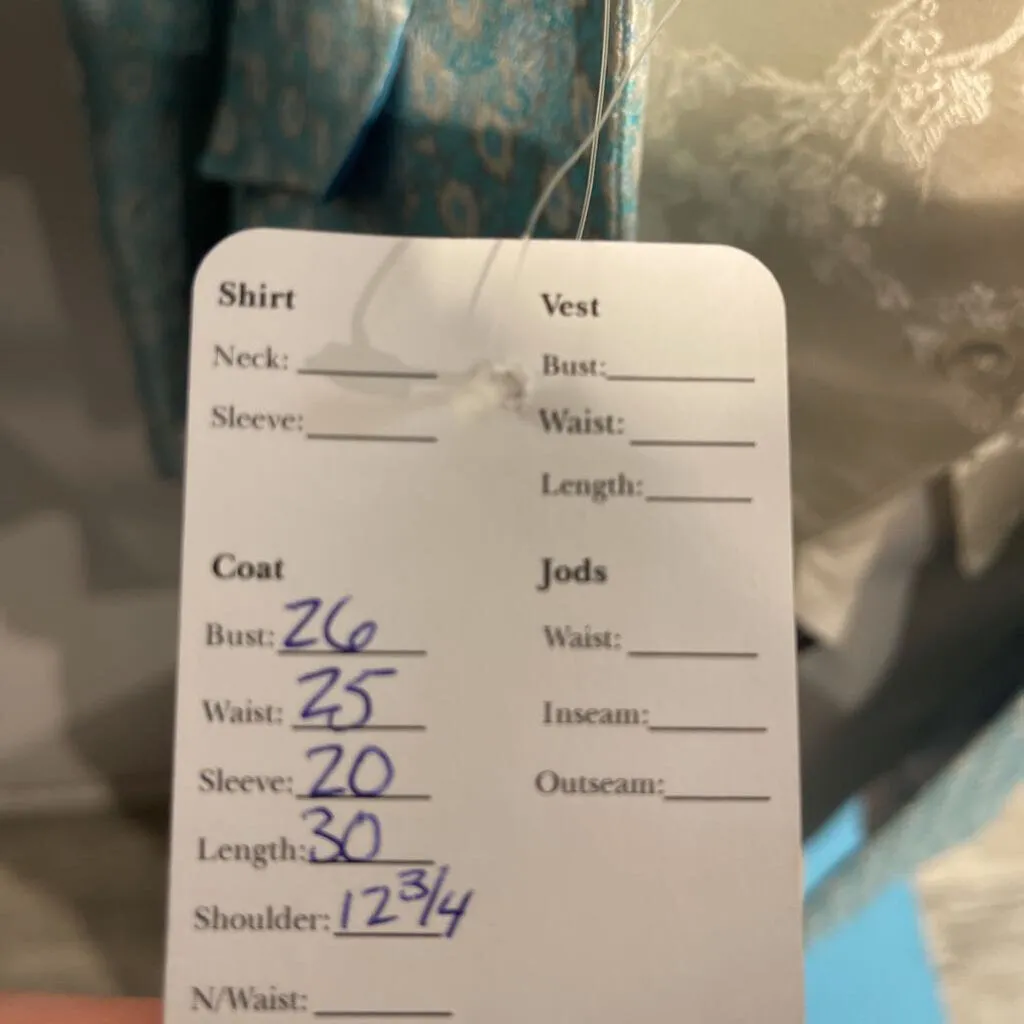 Shirt
Neck:
Sleeve:
Vest
Bust:
Waist:
Length:
Coat
Bust: 26
Waist: 25
Sleeve: 20
Length: 30
Shoulder: 12 3/4
N/Waist:
Jods
Waist:
Inseam:
Outseam: